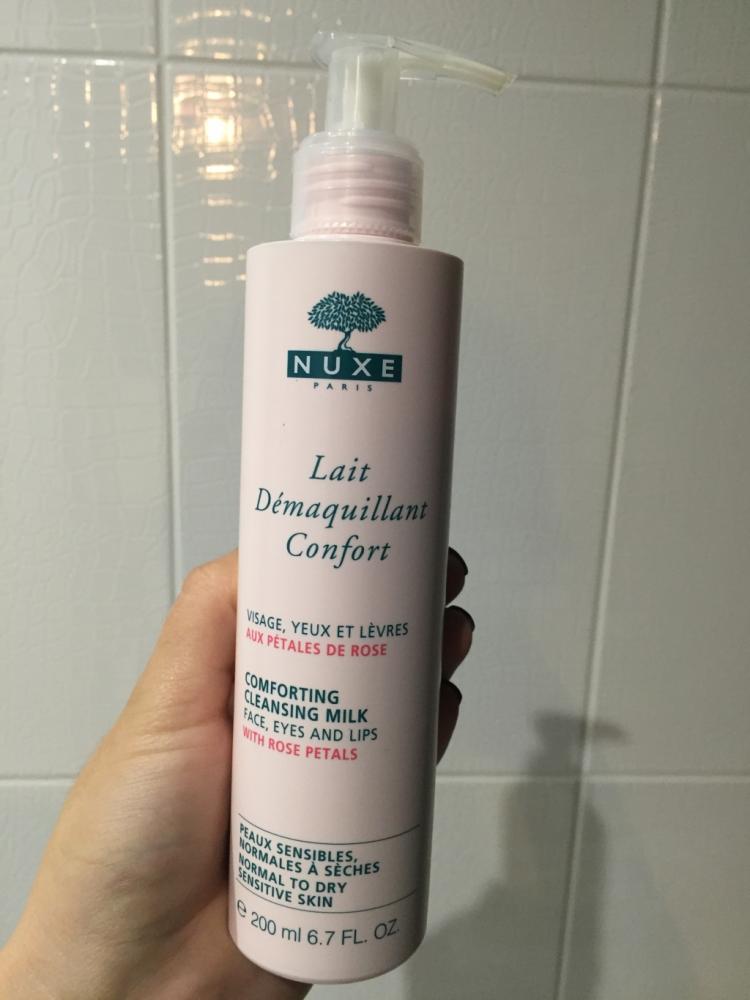 NUXE
PARIS
Lait
Démaquillant
Confort
VISAGE, YEUX ET LÈVRES
AUX PÉTALES DE ROSE
COMFORTING
CLEANSING MILK
FACE, EYES AND LIPS
WITH ROSE PETALS
PEAUX SENSIBLES,
NORMALES À SÈCHES
NORMAL TO DRY
SENSITIVE SKIN
℮ 200 ml 6.7 FL. OZ.